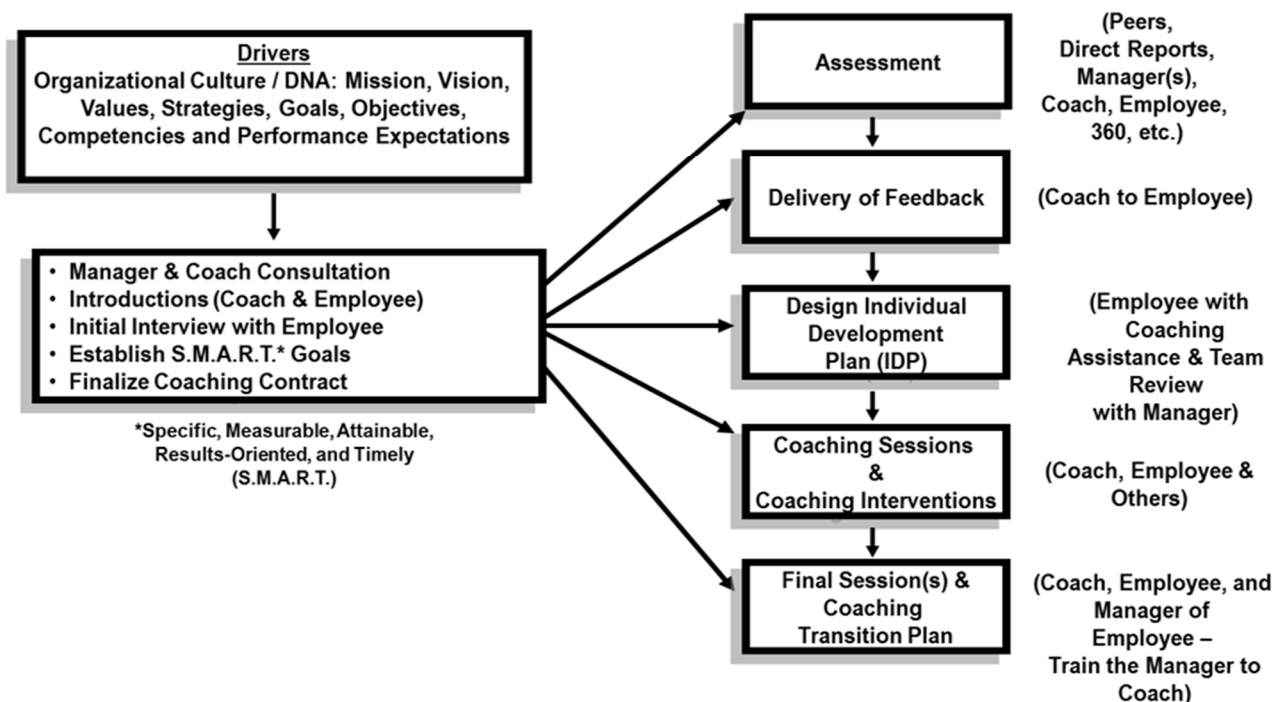 Drivers
Organizational Culture / DNA: Mission, Vision,
Values, Strategies, Goals, Objectives,
Competencies and Performance Expectations
• Manager & Coach Consultation
• Introductions (Coach & Employee)
• Initial Interview with Employee
• Establish S.M.A.R.T.* Goals
• Finalize Coaching Contract
*Specific, Measurable, Attainable,
Results-Oriented, and Timely
(S.M.A.R.T.)
Assessment
(Peers,
Direct Reports,
Manager(s),
Coach, Employee,
360, etc.)
Delivery of Feedback
(Coach to Employee)
Design Individual
Development
Plan (IDP)
(Employee with
Coaching
Assistance & Team
Review
with Manager)
Coaching Sessions
&
Coaching Interventions
(Coach, Employee &
Others)
Final Session(s) &
Coaching
Transition Plan
(Coach, Employee, and
Manager of
Employee –
Train the Manager to
Coach)